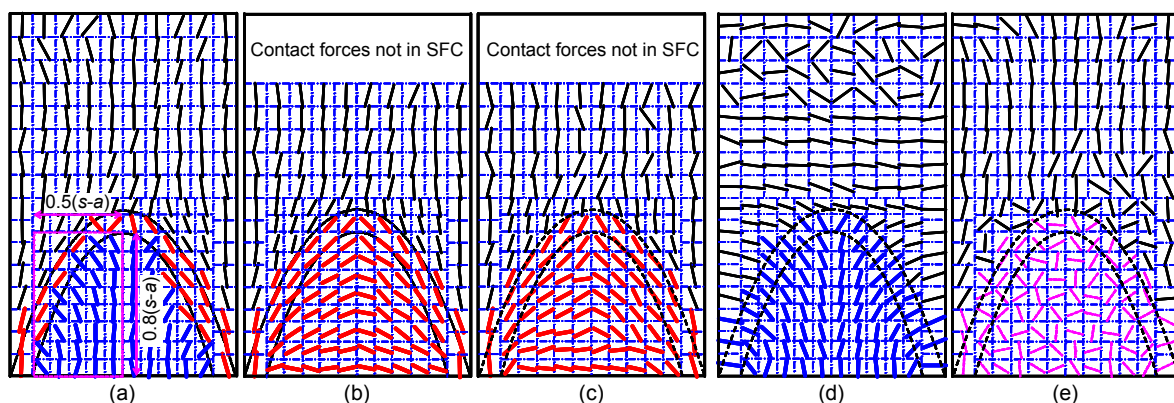 Contact forces not in SFC
Contact forces not in SFC
0.5(s-a)
0.8(s-a)
(a)
(b)
(c)
(d)
(e)